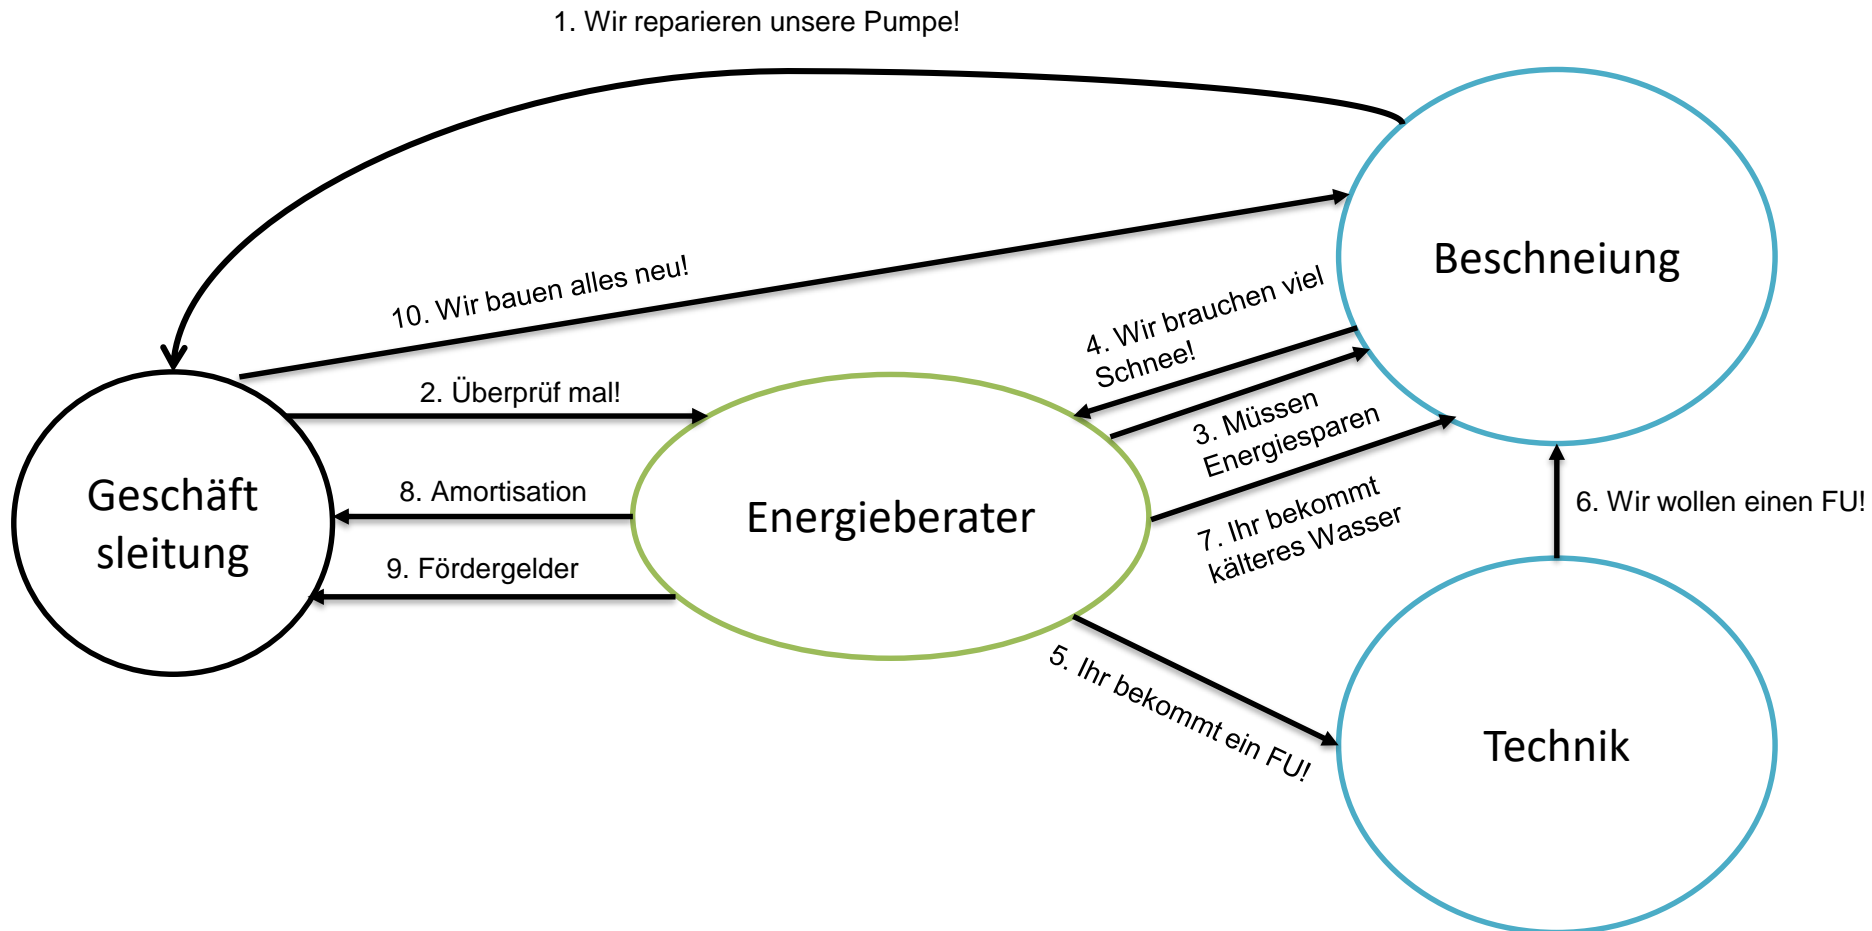 1. Wir reparieren unsere Pumpe!
Beschneiung
10. Wir bauen alles neu!
4. Wir brauchen viel
Schnee!
2. Überprüf mal!
3. Müssen
Energiesparen
Geschäft
sleitung
8. Amortisation
Energieberater
7. Ihr bekommt
kälteres Wasser
6. Wir wollen einen FU!
9. Fördergelder
5. Ihr bekommt ein FU!
Technik